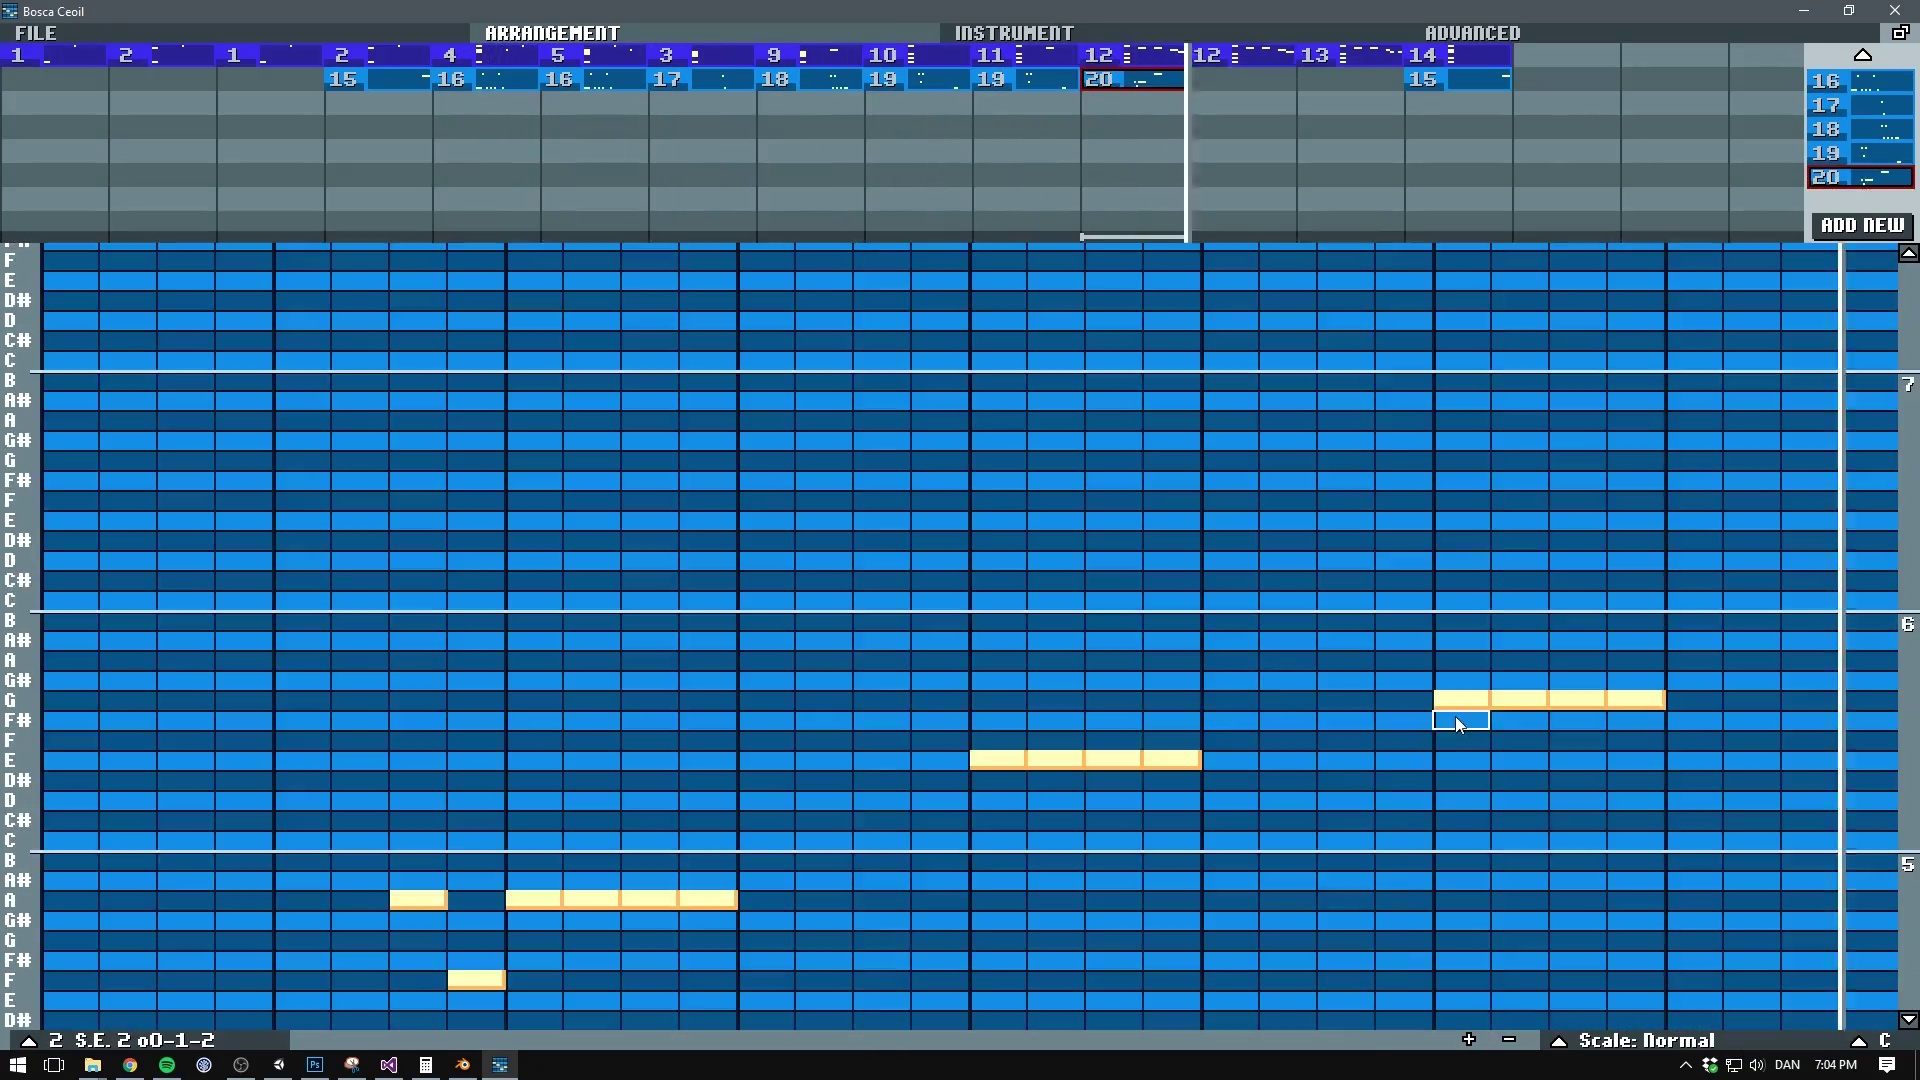 Bosca Ceoil
FILE ARRANGEMENT INSTRUMENT ADVANCED
1 2 1 2 4 5 3 9 10 11 12 12 13 14
15 16 16 17 18 19 19 20 15
16
17
18
19
20
ADD NEW
F
E
D#
D
C#
C
B
7
A#
A
G#
G
F#
F
E
D#
D
C#
C
B
6
A#
A
G#
G
F#
F
E
D#
D
C#
C
B
5
A#
A
G#
G
F#
F
E
D#
2 S.E. 2 oO-1-2 + - Scale: Normal C
Ps
DAN 7:04 PM